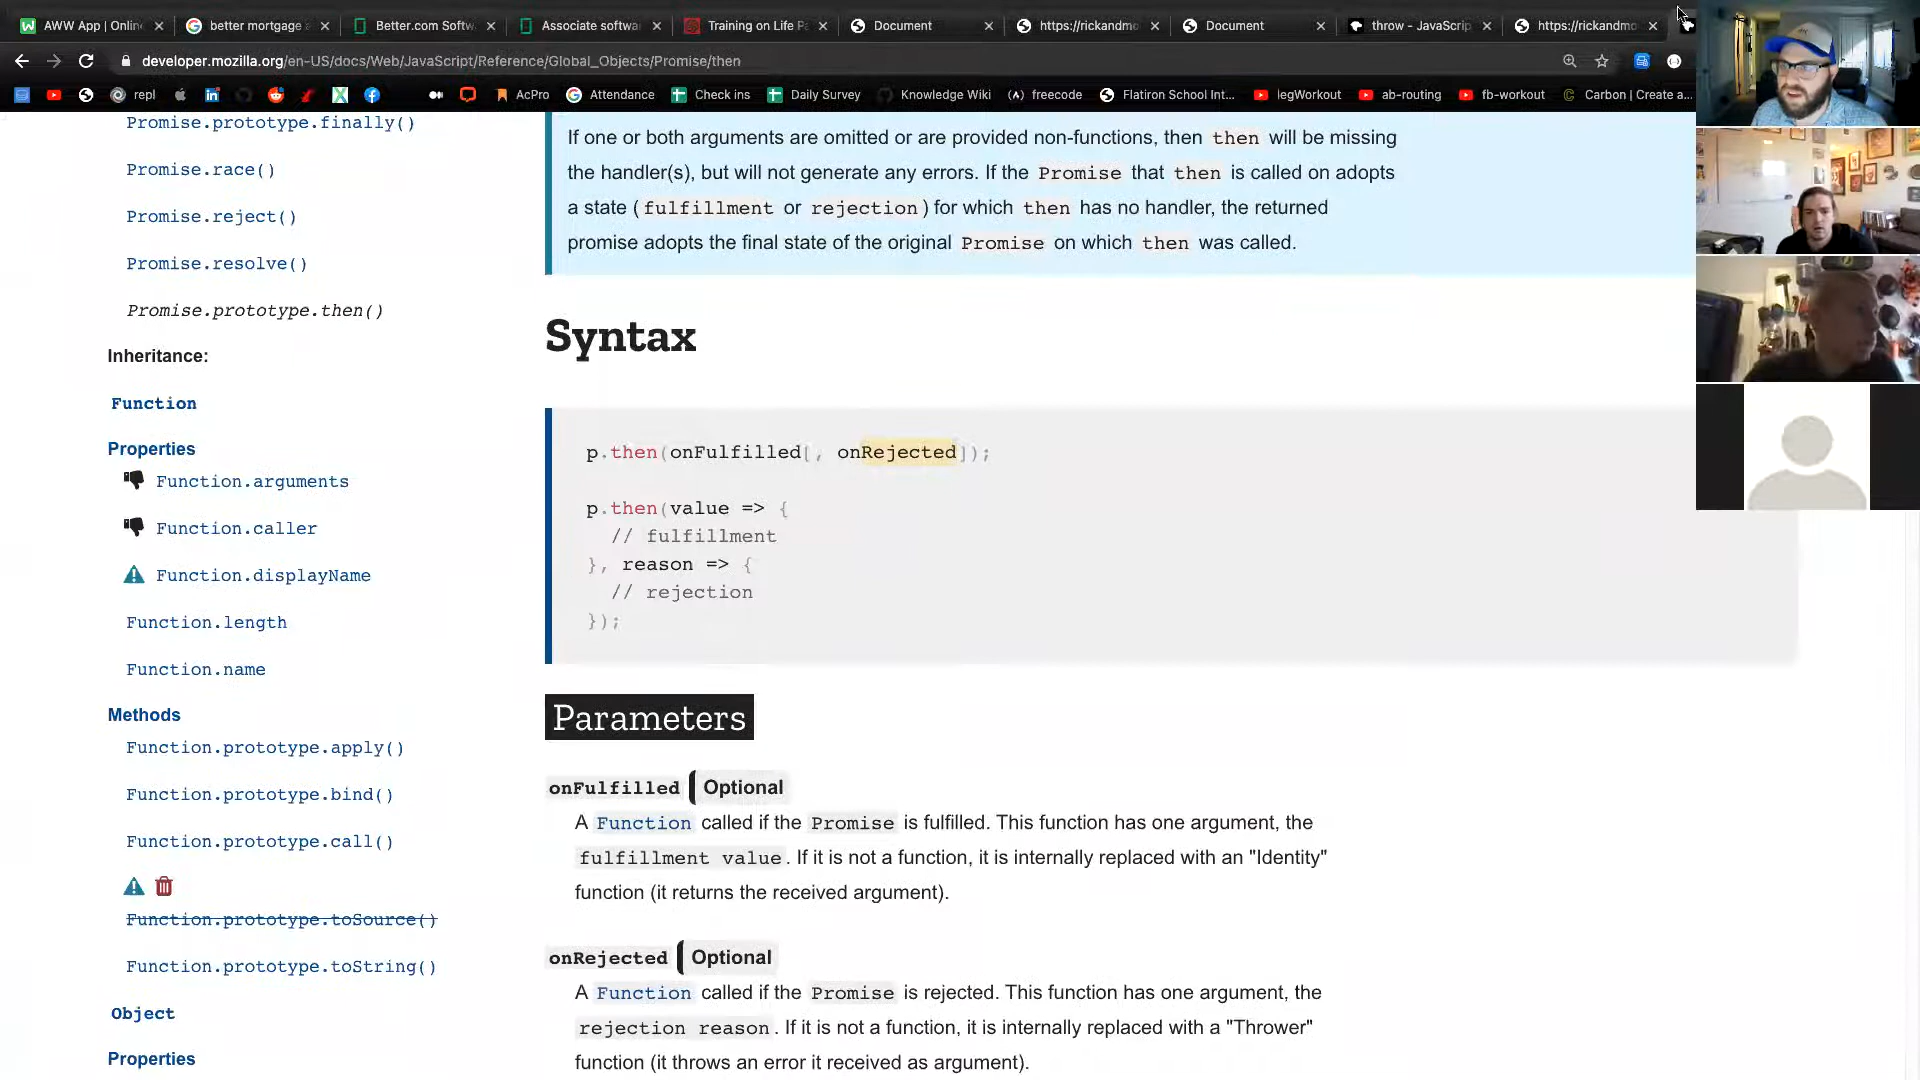 AWW App | Onlin
better mortgage a
Better.com Softw
Associate softwa
Training on Life Pa
Document
https://rickandmo
Document
throw - JavaScrip
https://rickandmo
developer.mozilla.org/en-US/docs/Web/JavaScript/Reference/Global_Objects/Promise/then
repl
AcPro
Attendance
Check ins
Daily Survey
Knowledge Wiki
freecode
Flatiron School Int...
legWorkout
ab-routing
fb-workout
Carbon | Create a...
Promise.prototype.finally()
Promise.race()
Promise.reject()
Promise.resolve()
Promise.prototype.then()
Inheritance:
Function
Properties
Function.arguments
Function.caller
Function.displayName
Function.length
Function.name
Methods
Function.prototype.apply()
Function.prototype.bind()
Function.prototype.call()
Function.prototype.toSource()
Function.prototype.toString()
Object
Properties
If one or both arguments are omitted or are provided non-functions, then then will be missing
the handler(s), but will not generate any errors. If the Promise that then is called on adopts
a state (fulfillment or rejection) for which then has no handler, the returned
promise adopts the final state of the original Promise on which then was called.
Syntax
p.then(onFulfilled[, onRejected]);
p.then(value => {
// fulfillment
}, reason => {
// rejection
});
Parameters
onFulfilled Optional
A Function called if the Promise is fulfilled. This function has one argument, the
fulfillment value. If it is not a function, it is internally replaced with an "Identity"
function (it returns the received argument).
onRejected Optional
A Function called if the Promise is rejected. This function has one argument, the
rejection reason. If it is not a function, it is internally replaced with a "Thrower"
function (it throws an error it received as argument).